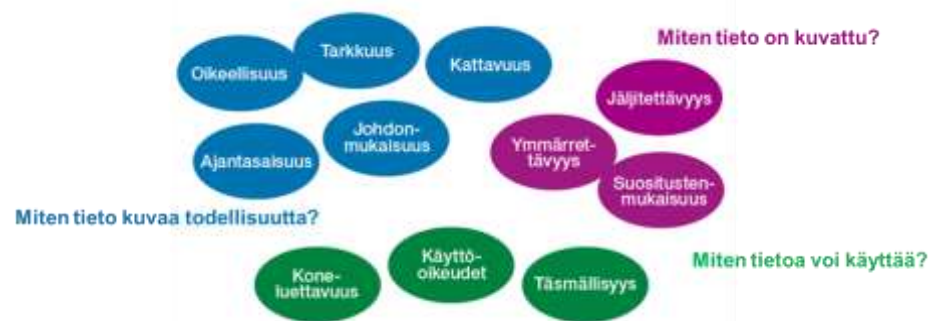 Miten tieto on kuvattu?
Oikeellisuus
Tarkkuus
Kattavuus
Jäljitettävyys
Ajantasaisuus
Johdon-
mukaisuus
Ymmärret-
tävyys
Suositusten-
mukaisuus
Miten tieto kuvaa todellisuutta?
Kone-
luettavuus
Käyttö-
oikeudet
Täsmällisyys
Miten tietoa voi käyttää?